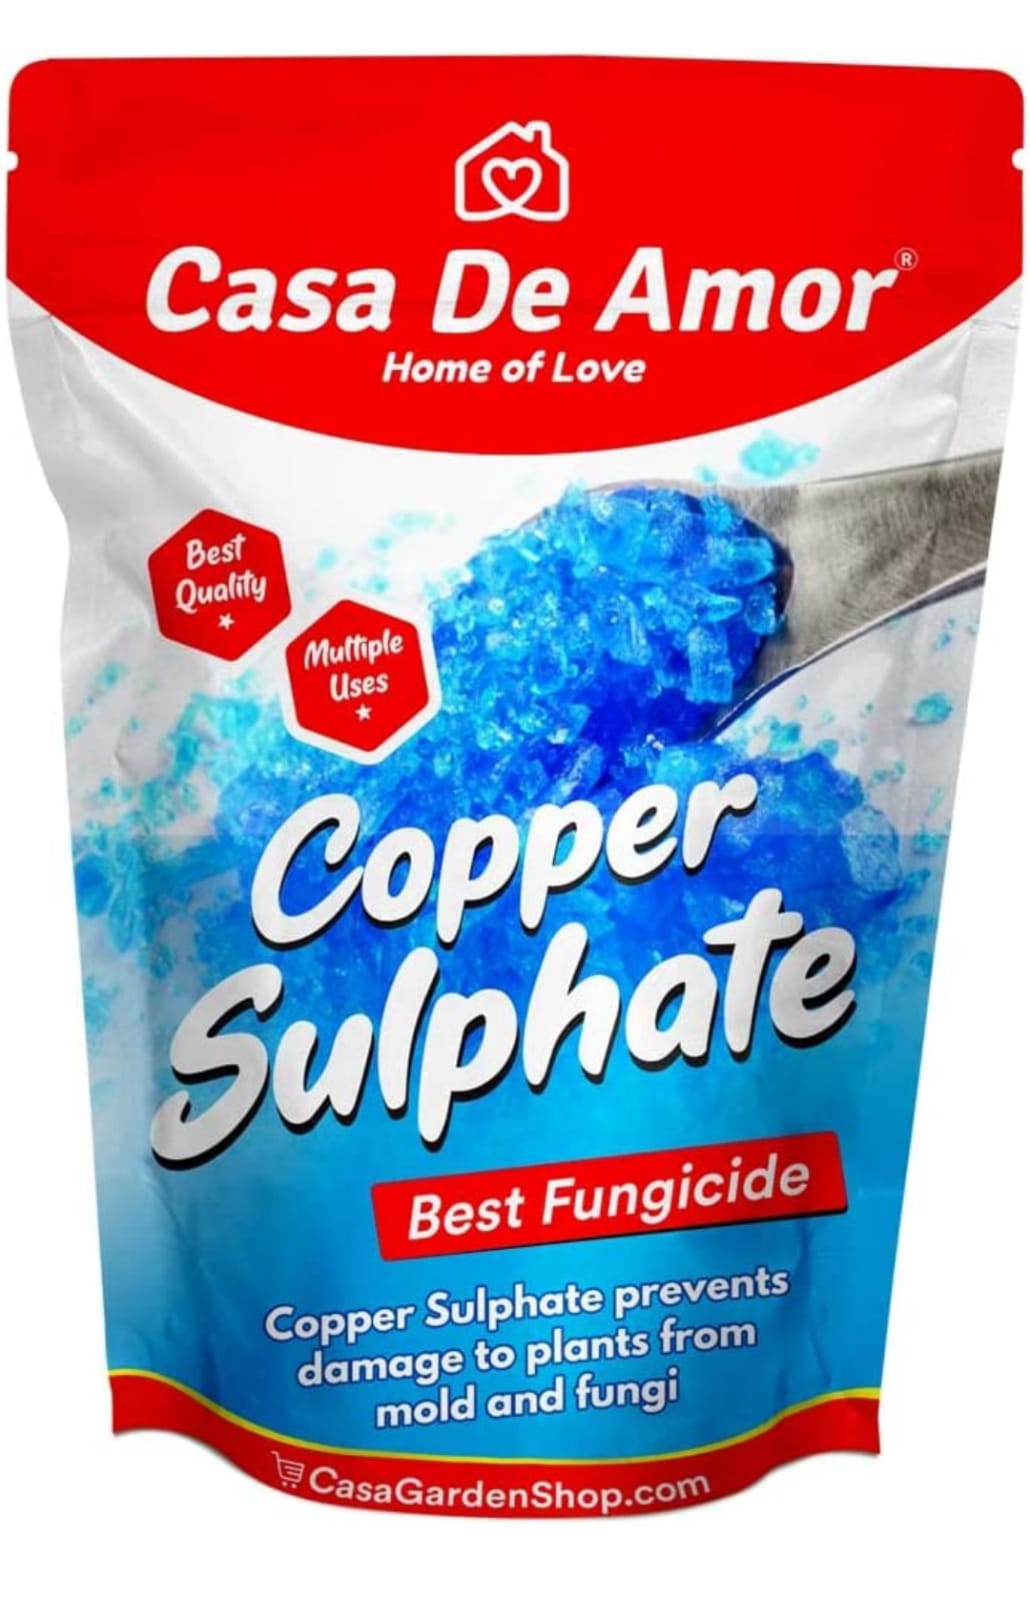 Casa De Amor®
Home of Love
Best
Quality
Multiple
Uses
Copper
Sulphate
Best Fungicide
Copper Sulphate prevents
damage to plants from
mold and fungi
CasaGardenShop.com